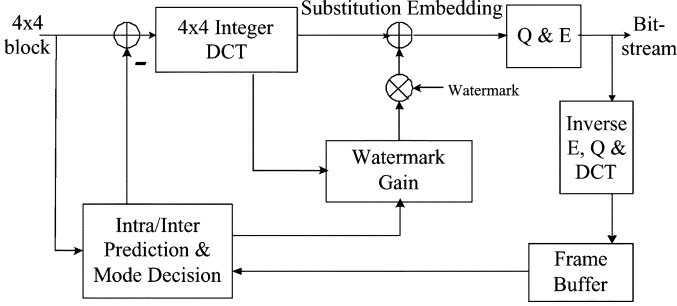 4x4
block
4x4 Integer
DCT
Substitution Embedding
Q & E
Bit-
stream
Watermark
Inverse
E, Q &
DCT
Watermark
Gain
Intra/Inter
Prediction &
Mode Decision
Frame
Buffer